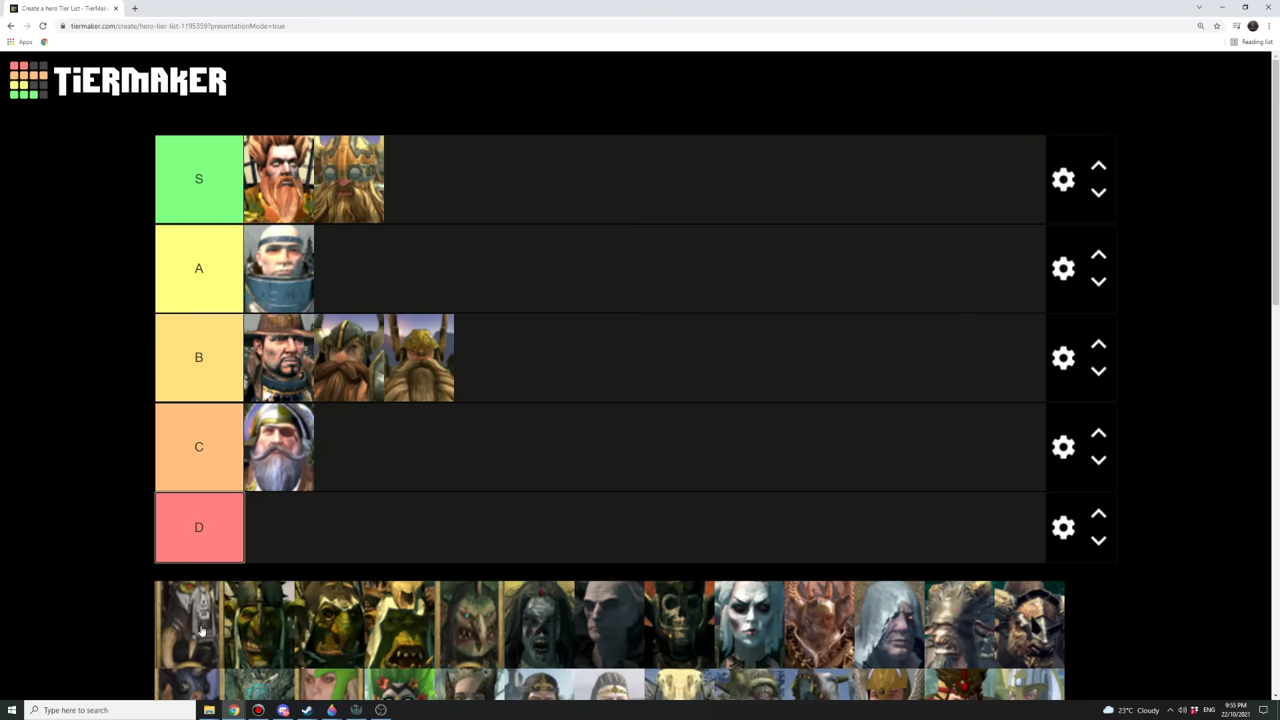 Create a hero Tier List - TierMak
tiermaker.com/create/hero-tier-list-1195359?presentationMode=true
Apps
Reading list
TiERMAKER
S
A
B
C
D
Type here to search
23°C Cloudy
ENG
9:55 PM
22/10/2021